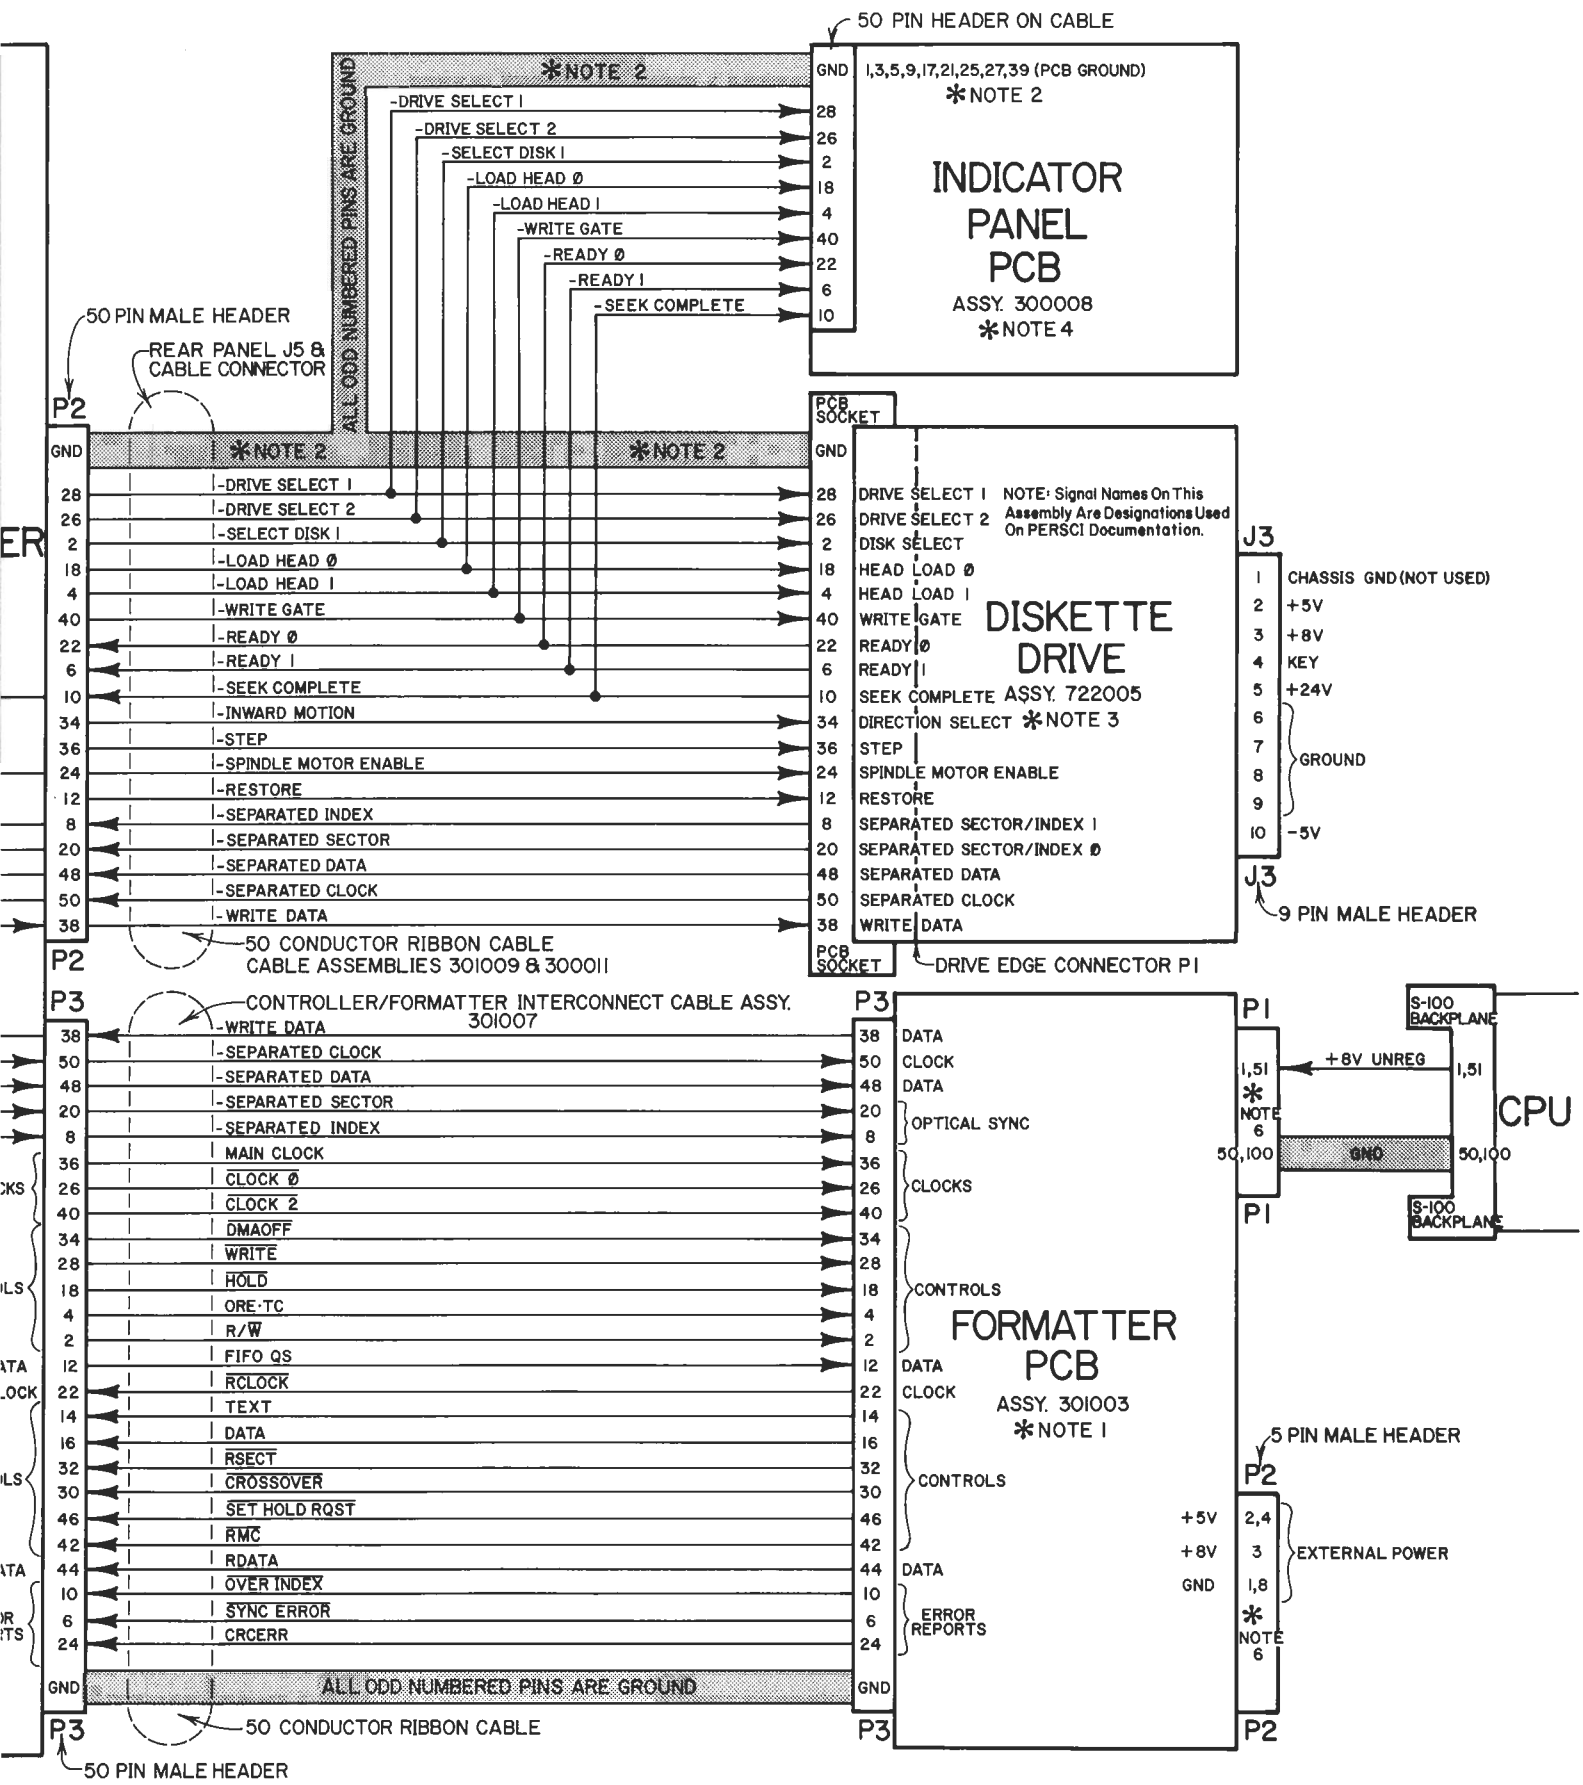 50 PIN HEADER ON CABLE
GND 1,3,5,9,17,21,25,27,39 (PCB GROUND)
*NOTE 2
*NOTE 2
ALL ODD NUMBERED PINS ARE GROUND
-DRIVE SELECT 1 28
-DRIVE SELECT 2 26
-SELECT DISK 1 2
-LOAD HEAD Ø 18
-LOAD HEAD 1 4
-WRITE GATE 40
-READY Ø 22
-READY 1 6
-SEEK COMPLETE 10
INDICATOR
PANEL
PCB
ASSY. 300008
*NOTE 4
50 PIN MALE HEADER
REAR PANEL J5 &
CABLE CONNECTOR
P2
PCB
SOCKET
GND *NOTE 2 *NOTE 2 GND
28 -DRIVE SELECT 1 28 DRIVE SELECT 1
26 -DRIVE SELECT 2 26 DRIVE SELECT 2
2 -SELECT DISK 1 2 DISK SELECT
18 -LOAD HEAD Ø 18 HEAD LOAD Ø
4 -LOAD HEAD 1 4 HEAD LOAD 1
40 -WRITE GATE 40 WRITE GATE
22 -READY Ø 22 READY Ø
6 -READY 1 6 READY 1
10 -SEEK COMPLETE 10 SEEK COMPLETE
34 -INWARD MOTION 34 DIRECTION SELECT
36 -STEP 36 STEP
24 -SPINDLE MOTOR ENABLE 24 SPINDLE MOTOR ENABLE
12 -RESTORE 12 RESTORE
8 -SEPARATED INDEX 8 SEPARATED SECTOR/INDEX 1
20 -SEPARATED SECTOR 20 SEPARATED SECTOR/INDEX Ø
48 -SEPARATED DATA 48 SEPARATED DATA
50 -SEPARATED CLOCK 50 SEPARATED CLOCK
38 -WRITE DATA 38 WRITE DATA
NOTE: Signal Names On This
Assembly Are Designations Used
On PERSCI Documentation.
ER
DISKETTE
DRIVE
ASSY. 722005
*NOTE 3
J3
1 CHASSIS GND (NOT USED)
2 +5V
3 +8V
4 KEY
5 +24V
6
7
8
9
GROUND
10 -5V
J3
9 PIN MALE HEADER
P2
50 CONDUCTOR RIBBON CABLE
CABLE ASSEMBLIES 301009 & 300011
PCB
SOCKET
DRIVE EDGE CONNECTOR P1
P3
CONTROLLER/FORMATTER INTERCONNECT CABLE ASSY.
301007
P3
38 -WRITE DATA 38 DATA
50 -SEPARATED CLOCK 50 CLOCK
48 -SEPARATED DATA 48 DATA
20 -SEPARATED SECTOR 20
8 -SEPARATED INDEX 8
OPTICAL SYNC
36 MAIN CLOCK 36
CKS 26 CLOCK Ø 26 CLOCKS
40 CLOCK 2 40
34 DMAOFF 34
28 WRITE 28
LS 18 HOLD 18 CONTROLS
4 ORE·TC 4
2 R/W 2
ATA 12 FIFO QS 12 DATA
LOCK 22 RCLOCK 22 CLOCK
14 TEXT 14
16 DATA 16
LS 32 RSECT 32 CONTROLS
30 CROSSOVER 30
46 SET HOLD RQST 46
42 RMC 42
ATA 44 RDATA 44 DATA
10 OVER INDEX 10
OR 6 SYNC ERROR 6 ERROR
TS 24 CRCERR 24 REPORTS
GND ALL ODD NUMBERED PINS ARE GROUND GND
P3
50 CONDUCTOR RIBBON CABLE
P3
50 PIN MALE HEADER
FORMATTER
PCB
ASSY. 301003
*NOTE 1
P1
S-100
BACKPLANE
1,51 +8V UNREG 1,51
*
NOTE
6
50,100 GND 50,100
CPU
P1
S-100
BACKPLANE
5 PIN MALE HEADER
P2
+5V 2,4
+8V 3 EXTERNAL POWER
GND 1,8
*
NOTE
6
P2